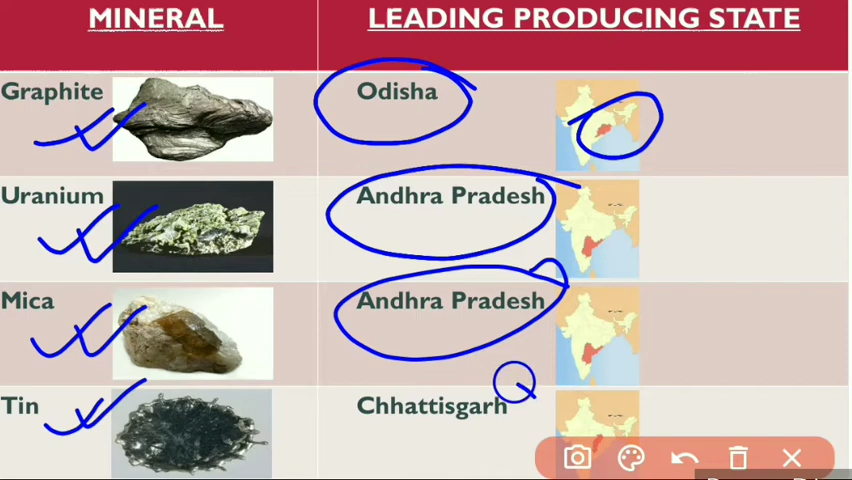 MINERAL LEADING PRODUCING STATE
Graphite Odisha
Uranium Andhra Pradesh
Mica Andhra Pradesh
Tin Chhattisgarh